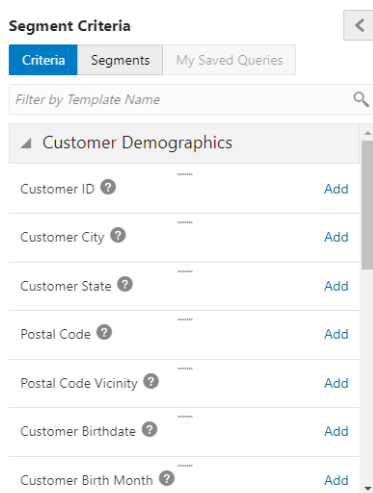 Segment Criteria
Criteria Segments My Saved Queries
Filter by Template Name
Customer Demographics
Customer ID ? Add
Customer City ? Add
Customer State ? Add
Postal Code ? Add
Postal Code Vicinity ? Add
Customer Birthdate ? Add
Customer Birth Month ? Add